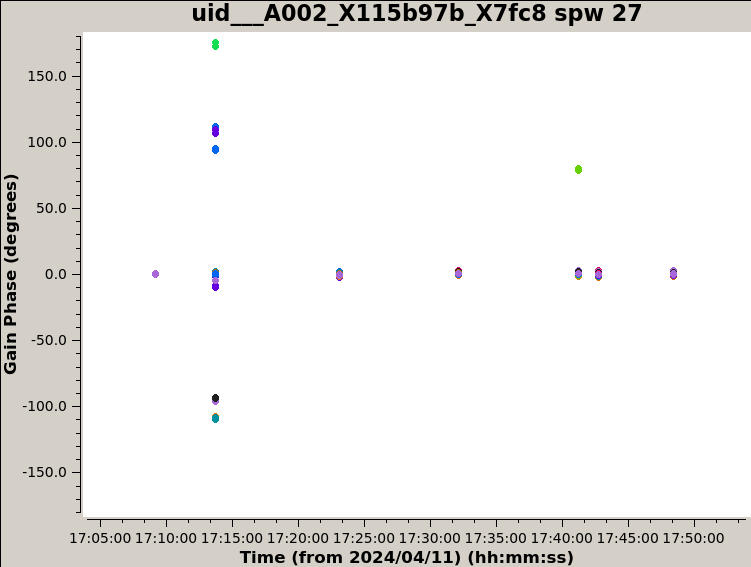 uid___A002_X115b97b_X7fc8 spw 27
150.0
100.0
50.0
0.0
-50.0
-100.0
-150.0
Gain Phase (degrees)
17:05:00 17:10:00 17:15:00 17:20:00 17:25:00 17:30:00 17:35:00 17:40:00 17:45:00 17:50:00
Time (from 2024/04/11) (hh:mm:ss)